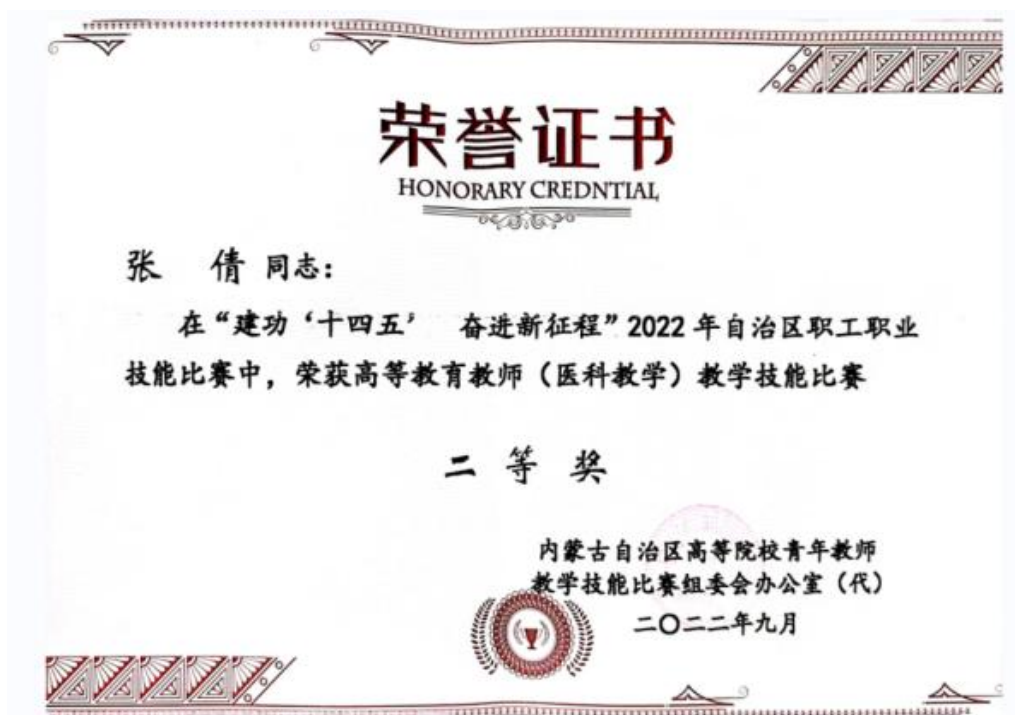 荣誉证书
HONORARY CREDNTIAL
张 倩 同志：
在“建功‘十四五’ 奋进新征程”2022年自治区职工职业
技能比赛中，荣获高等教育教师（医科教学）教学技能比赛
二等奖
内蒙古自治区高等院校青年教师
教学技能比赛组委会办公室（代）
二〇二二年九月